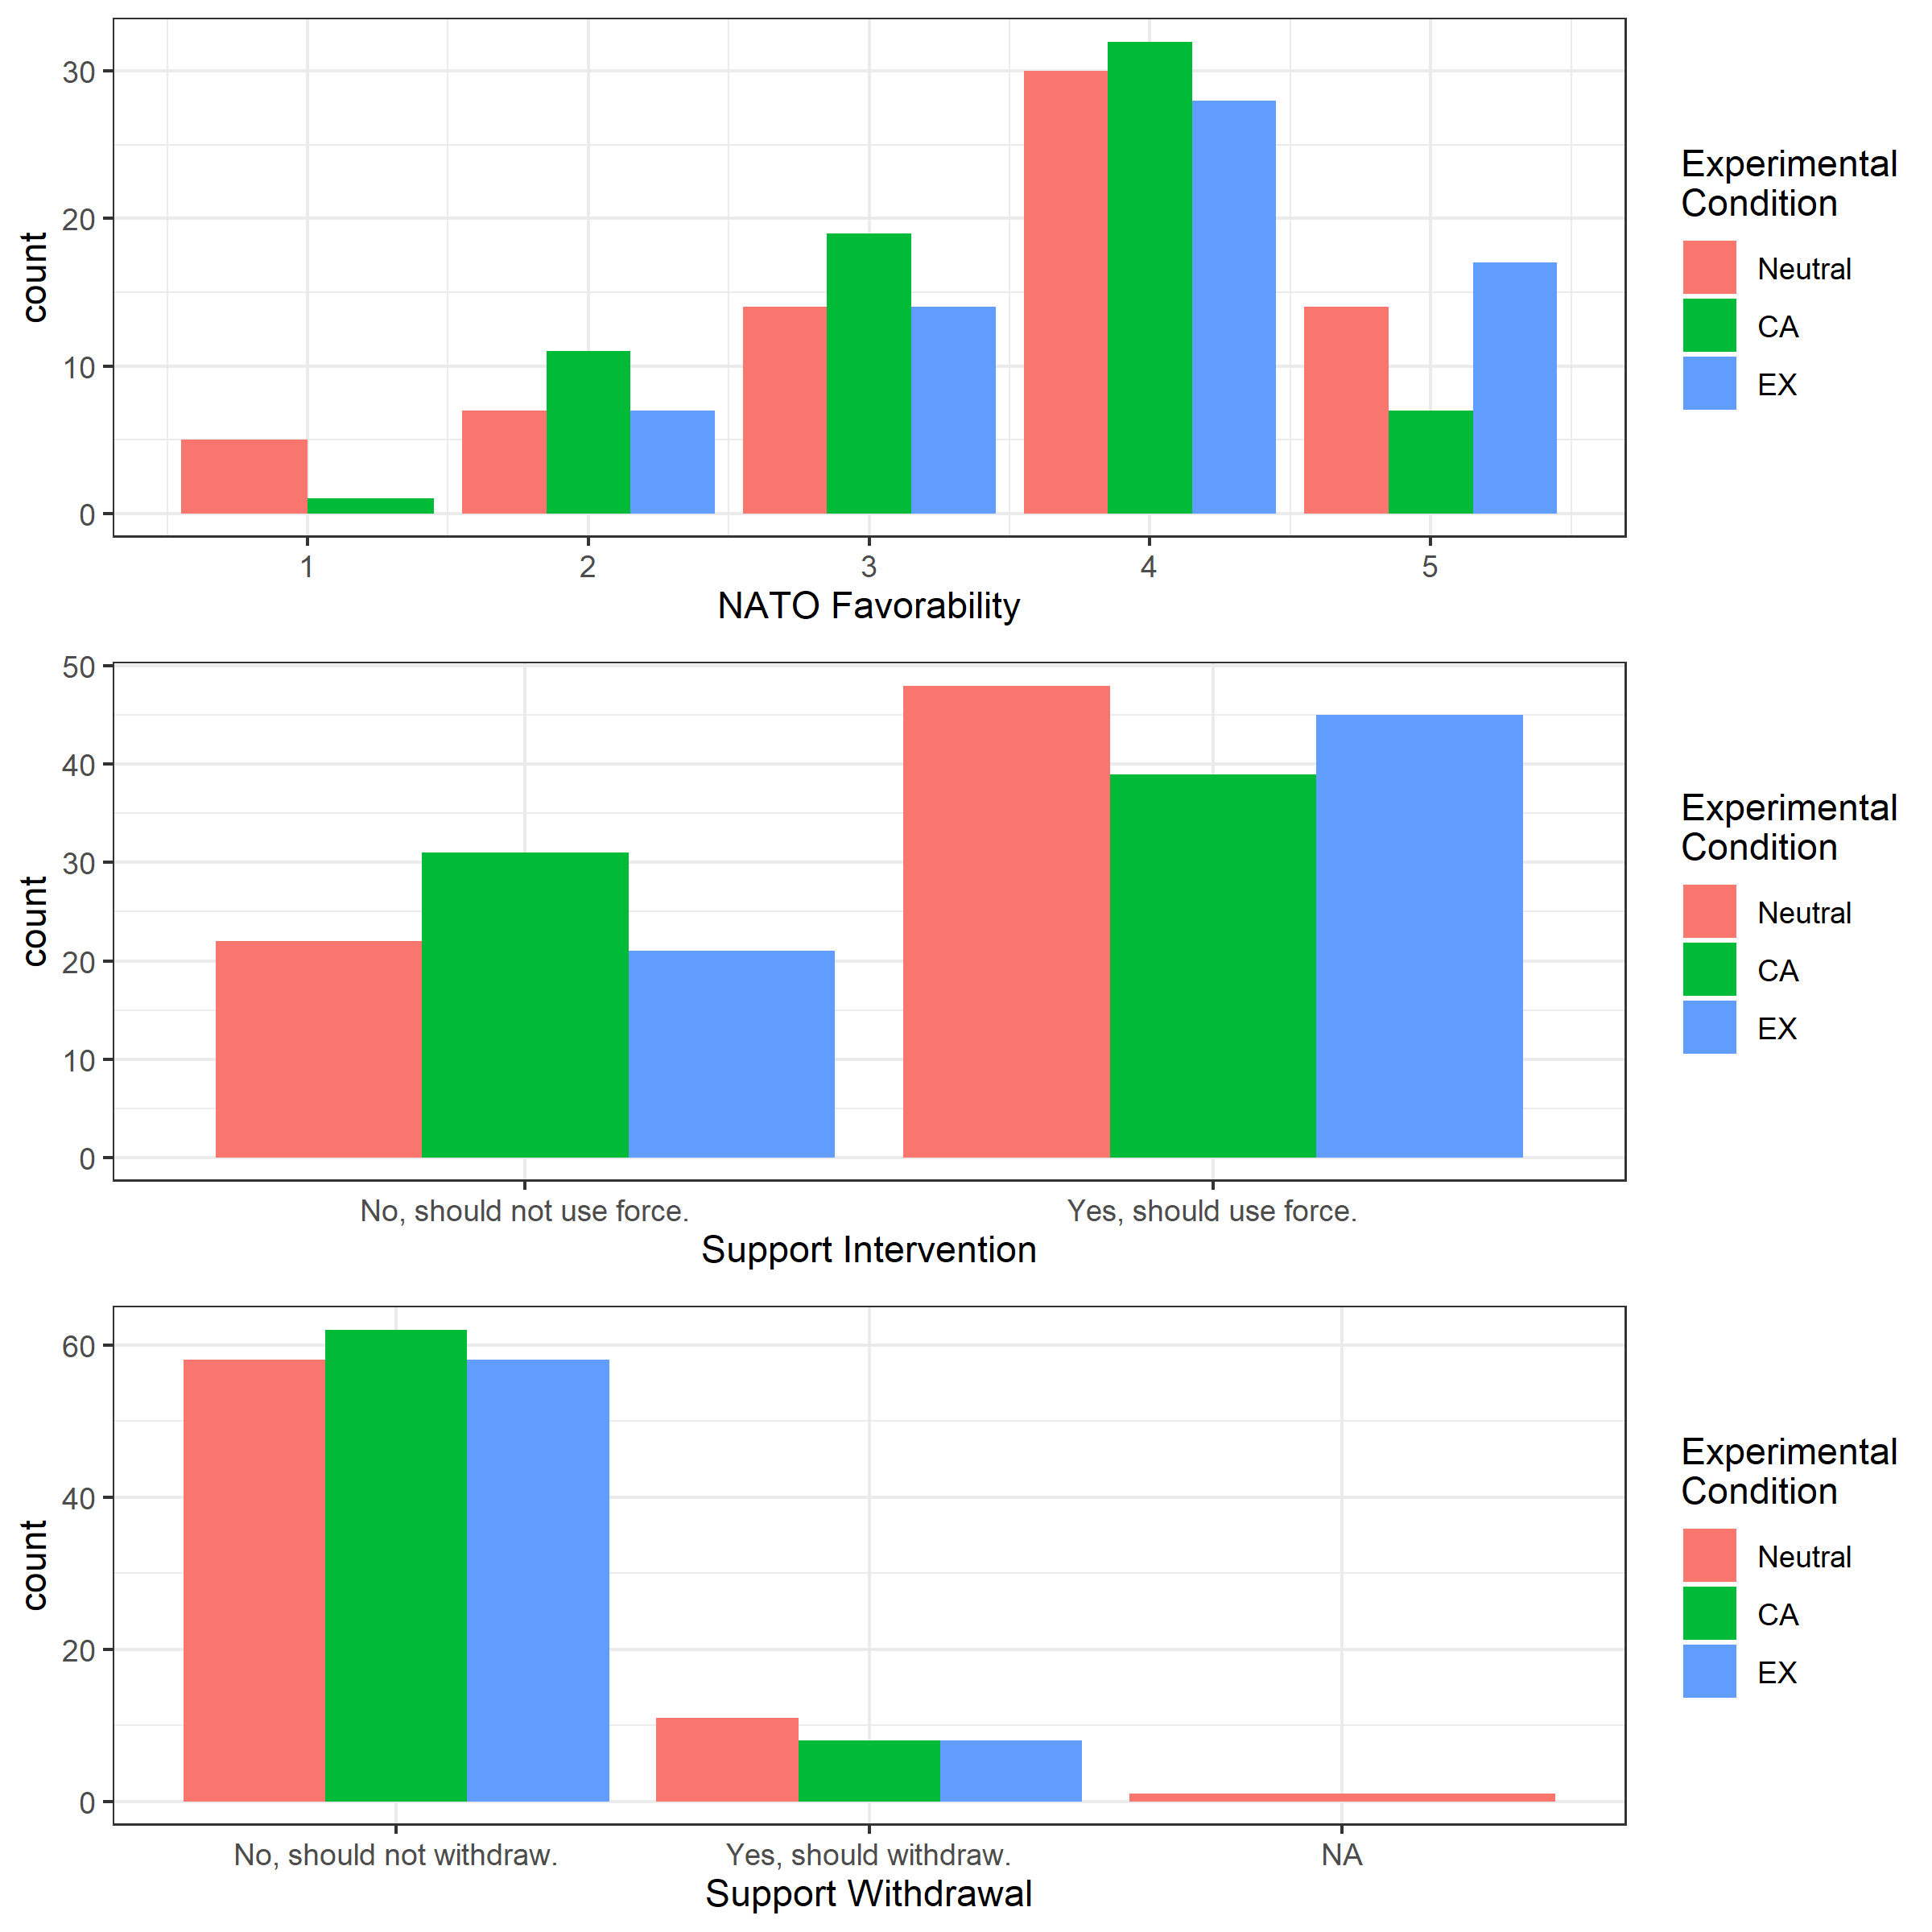 30
20
10
0
count
1 2 3 4 5
NATO Favorability
Experimental
Condition
Neutral
CA
EX
50
40
30
20
10
0
count
No, should not use force. Yes, should use force.
Support Intervention
Experimental
Condition
Neutral
CA
EX
60
40
20
0
count
No, should not withdraw. Yes, should withdraw. NA
Support Withdrawal
Experimental
Condition
Neutral
CA
EX